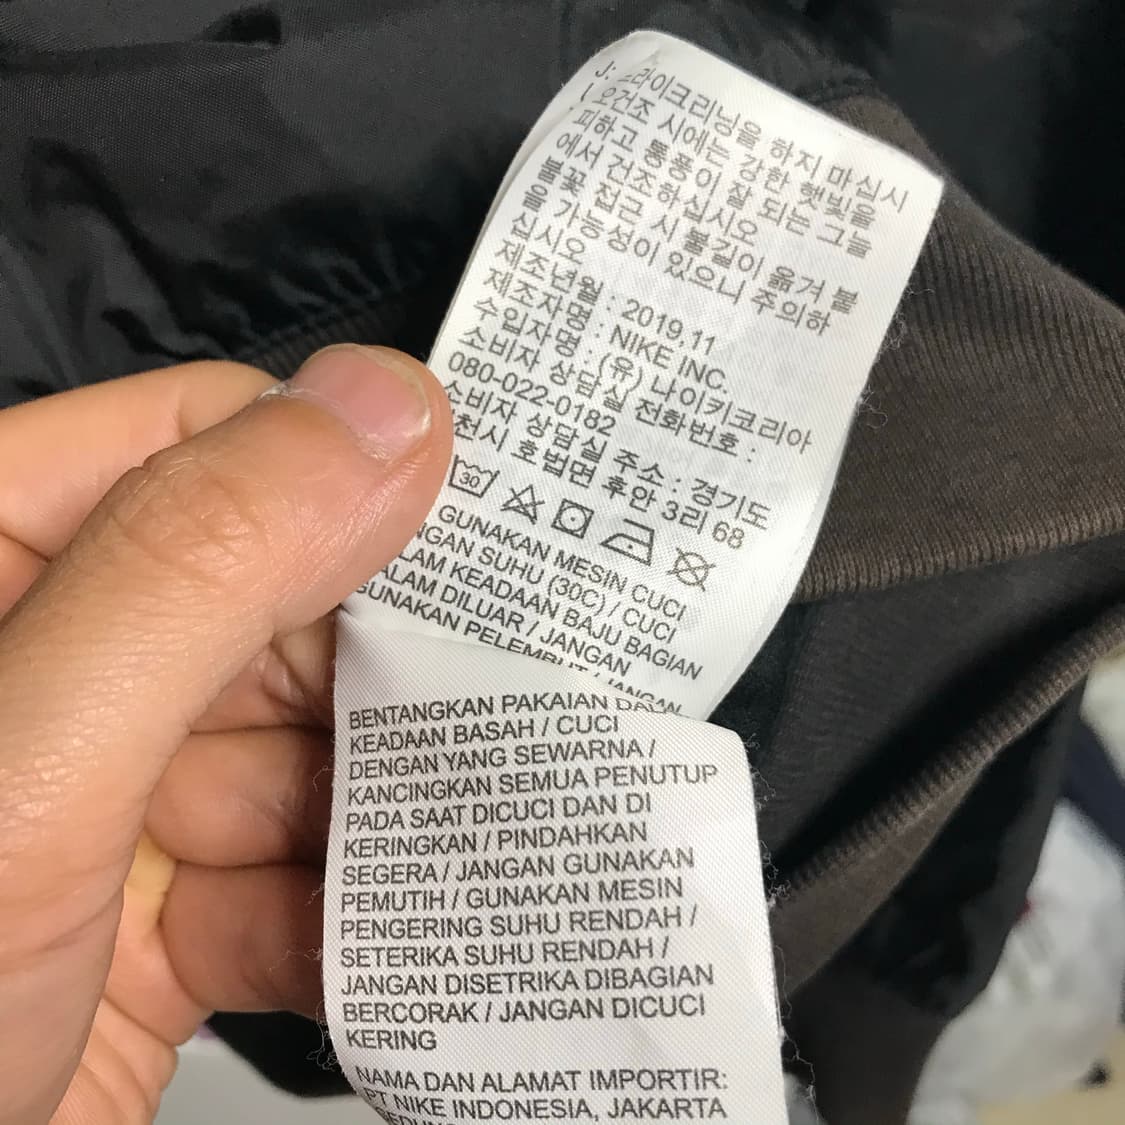 드라이크리닝을 하지 마십시
오건조 시에는 강한 햇빛을
피하고 통풍이 잘 되는 그늘
에서 건조 하십시오
불꽃 접근 시 불길이 옮겨 붙
을 가능성이 있으니 주의하
십시오
제조년월 : 2019.11
제조자명 : NIKE INC.
수입자명 : (유) 나이키코리아
소비자 상담실 전화번호 :
080-022-0182
소비자 상담실 주소 : 경기도
천시 호법면 후안 3리 68
30
GUNAKAN MESIN CUCI
NGAN SUHU (30C) / CUCI
LAM KEADAAN BAJU BAGIAN
ALAM DILUAR / JANGAN
GUNAKAN PELEMBUT / JANGAN
BENTANGKAN PAKAIAN DALA
KEADAAN BASAH / CUCI
DENGAN YANG SEWARNA /
KANCINGKAN SEMUA PENUTUP
PADA SAAT DICUCI DAN DI
KERINGKAN / PINDAHKAN
SEGERA / JANGAN GUNAKAN
PEMUTIH / GUNAKAN MESIN
PENGERING SUHU RENDAH /
SETERIKA SUHU RENDAH /
JANGAN DISETRIKA DIBAGIAN
BERCORAK / JANGAN DICUCI
KERING
NAMA DAN ALAMAT IMPORTIR:
PT NIKE INDONESIA, JAKARTA